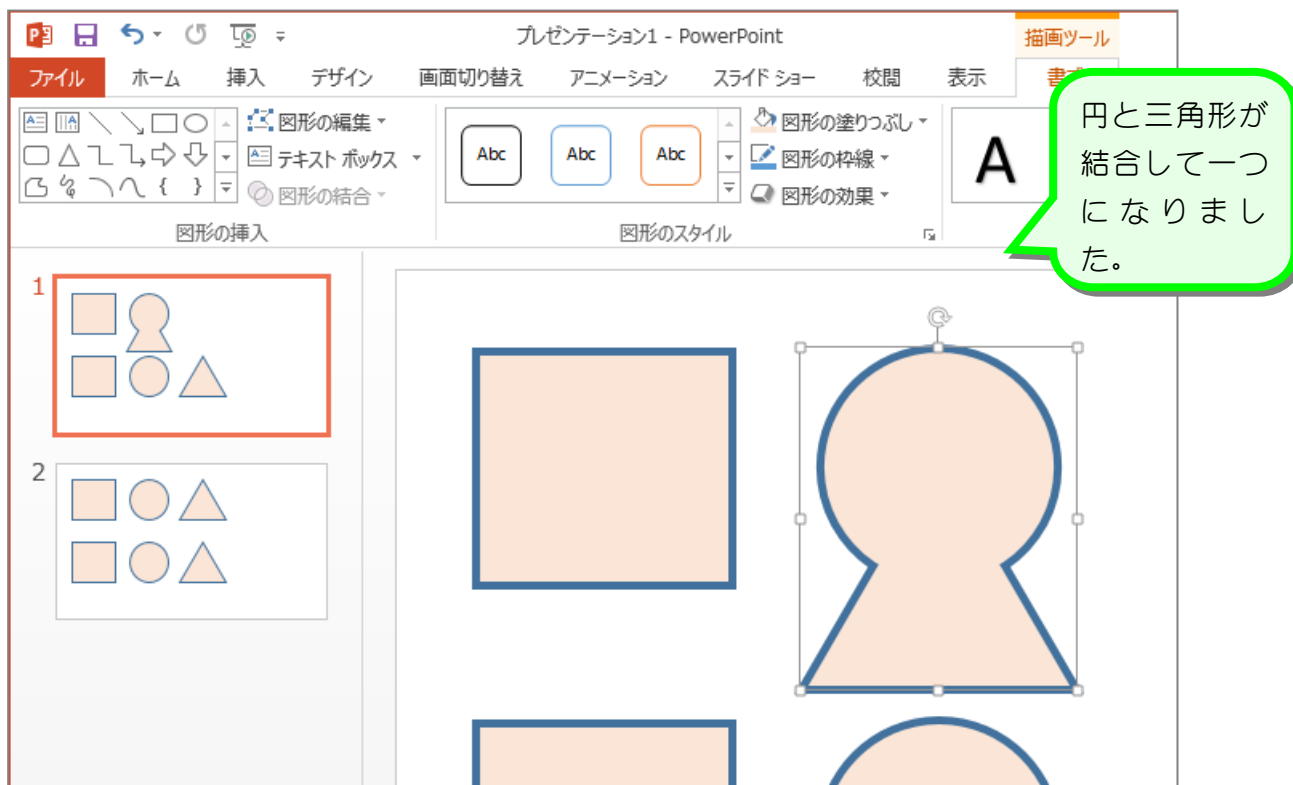 プレゼンテーション1 - PowerPoint
描画ツール
ファイル ホーム 挿入 デザイン 画面切り替え アニメーション スライド ショー 校閲 表示
図形の編集
テキスト ボックス
図形の結合
図形の挿入
Abc Abc Abc
図形の塗りつぶし
図形の枠線
図形の効果
図形のスタイル
A
円と三角形が
結合して一つ
になりまし
た。
1
2